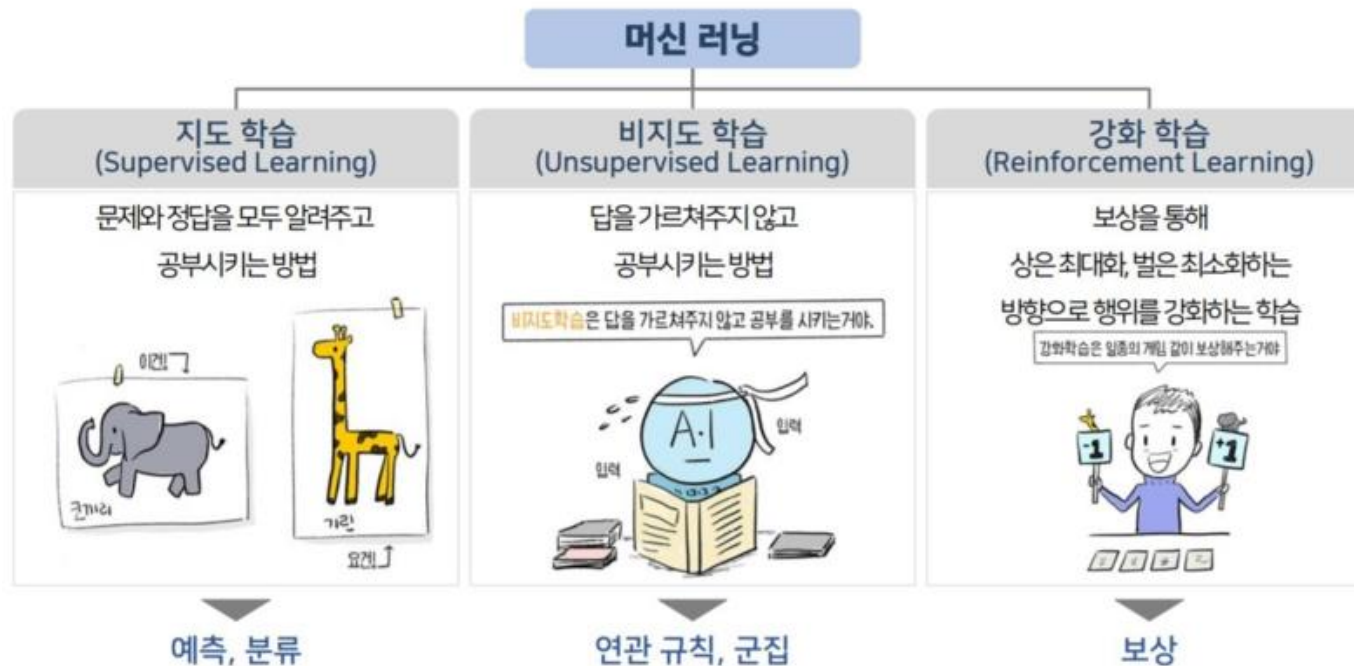 머신 러닝
지도 학습
(Supervised Learning)
문제와 정답을 모두 알려주고
공부시키는 방법
이건!
코끼리
기린
요건!
예측, 분류
비지도 학습
(Unsupervised Learning)
답을 가르쳐주지 않고
공부시키는 방법
비지도학습은 답을 가르쳐주지 않고 공부를 시키는거야.
A.I
입력
입력
연관 규칙, 군집
강화 학습
(Reinforcement Learning)
보상을 통해
상은 최대화, 벌은 최소화하는
방향으로 행위를 강화하는 학습
강화학습은 일종의 게임 같이 보상해주는거야
-1
+1
보상